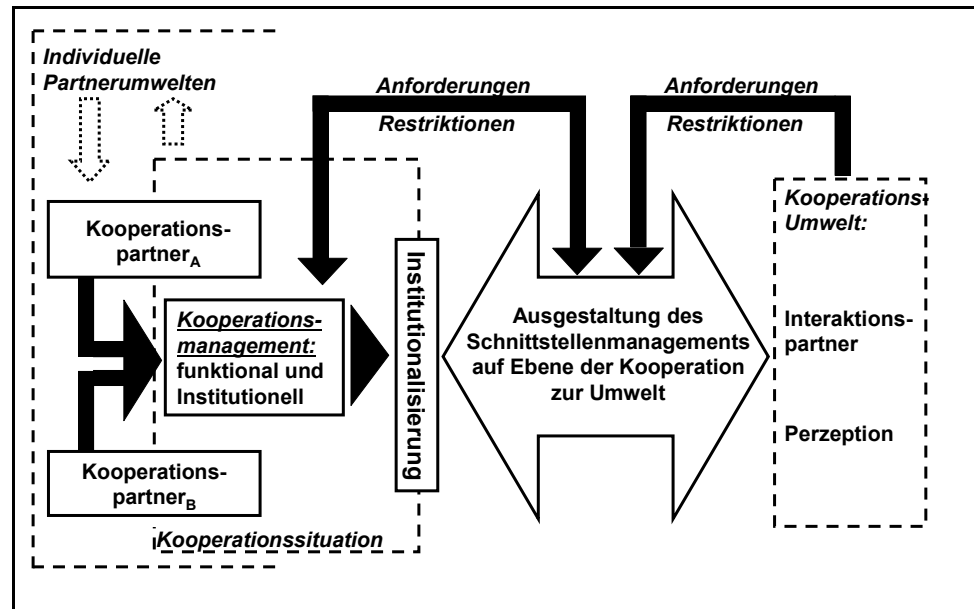 Individuelle
Partnerumwelten
Anforderungen
Restriktionen
Anforderungen
Restriktionen
Kooperations-
partnerA
Kooperations-
management:
funktional und
Institutionell
Kooperations-
partnerB
Kooperationssituation
Institutionalisierung
Ausgestaltung des
Schnittstellenmanagements
auf Ebene der Kooperation
zur Umwelt
Kooperations-
Umwelt:
Interaktions-
partner
Perzeption